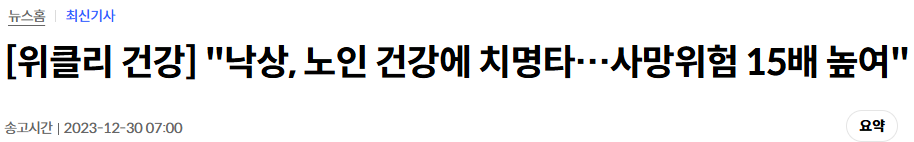 뉴스홈 | 최신기사
[위클리 건강] "낙상, 노인 건강에 치명타…사망위험 15배 높여"
송고시간 | 2023-12-30 07:00
요약